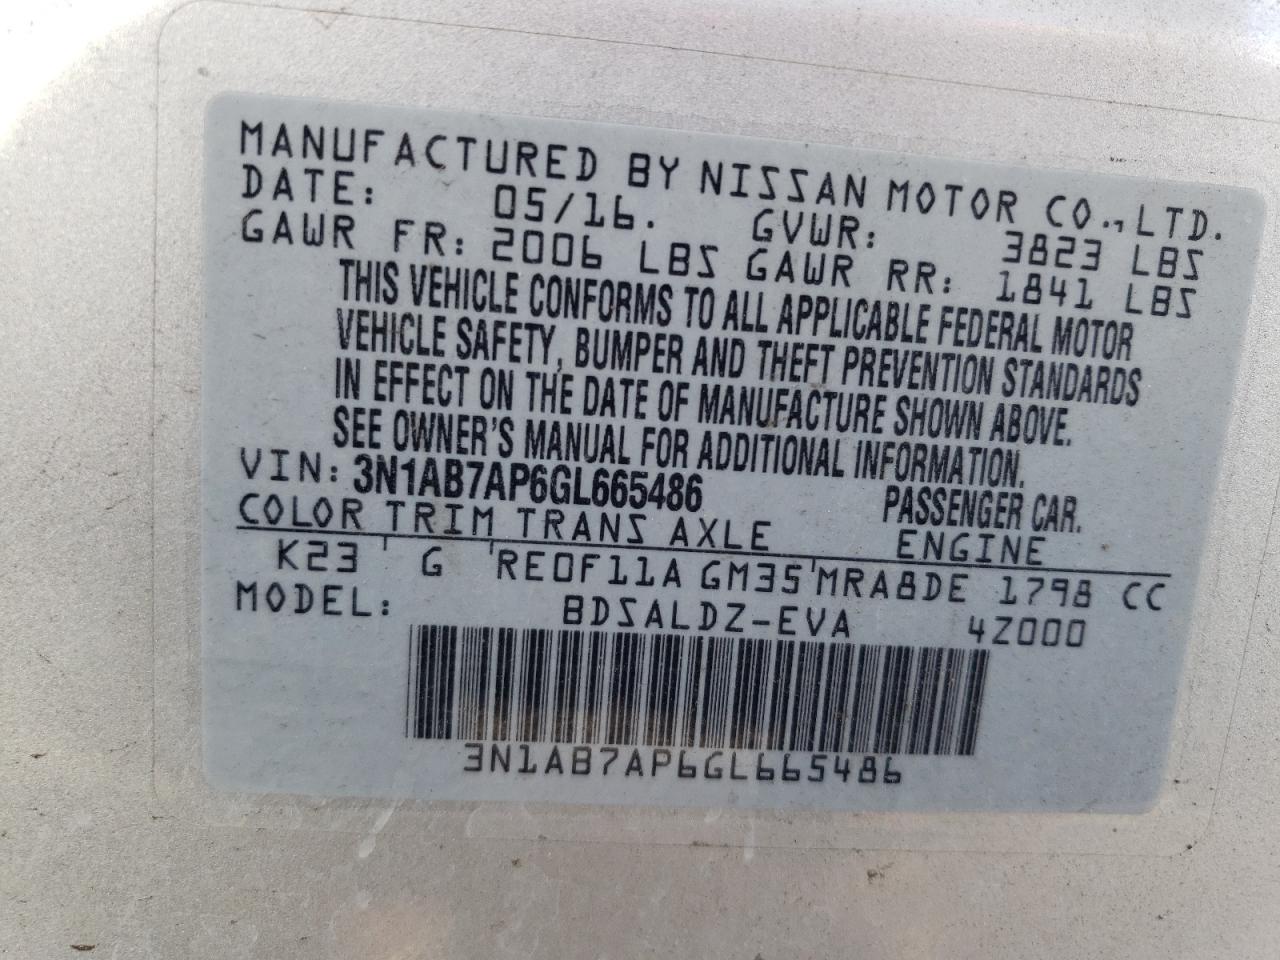 MANUFACTURED BY NISSAN MOTOR CO.,LTD.
DATE: 05/16. GVWR: 3823 LBS
GAWR FR: 2006 LBS GAWR RR: 1841 LBS
THIS VEHICLE CONFORMS TO ALL APPLICABLE FEDERAL MOTOR
VEHICLE SAFETY, BUMPER AND THEFT PREVENTION STANDARDS
IN EFFECT ON THE DATE OF MANUFACTURE SHOWN ABOVE.
SEE OWNER'S MANUAL FOR ADDITIONAL INFORMATION.
VIN: 3N1AB7AP6GL665486 PASSENGER CAR.
COLOR TRIM TRANS AXLE ENGINE
K23 ' G 'RE0F11A GM35'MRA8DE 1798 CC
MODEL: BDSALDZ-EVA 4Z000
3N1AB7AP6GL665486